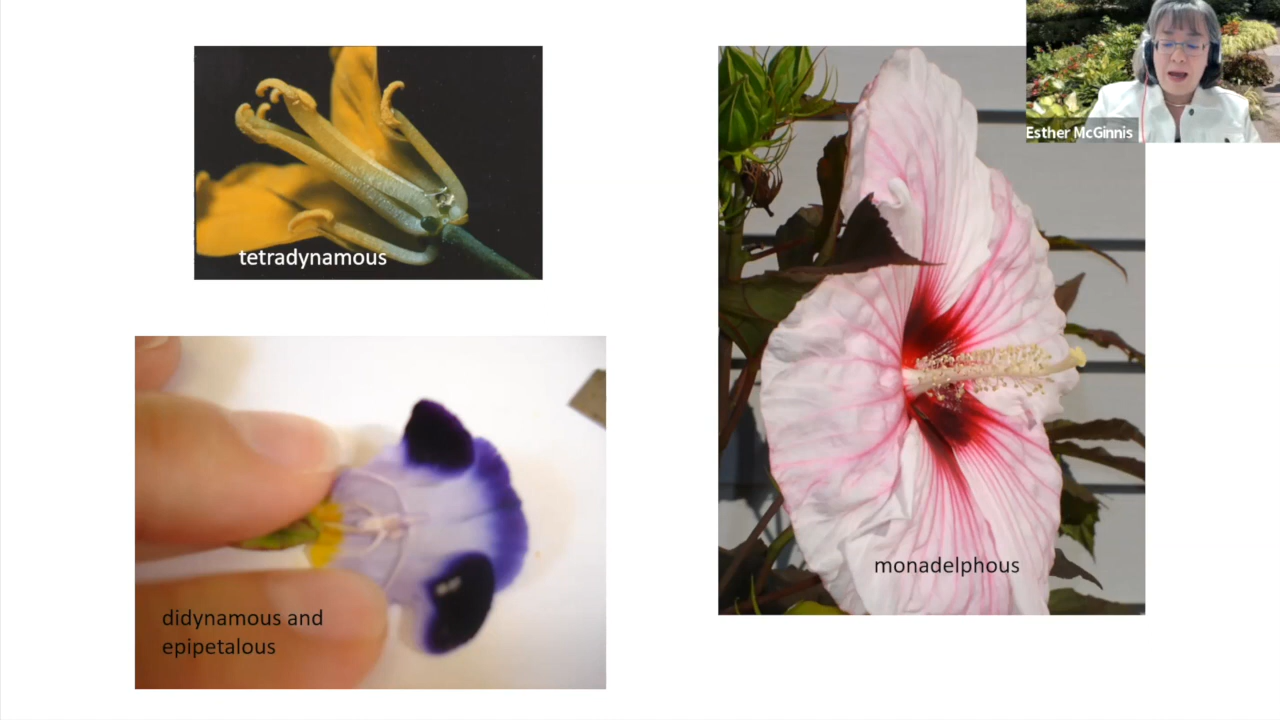 tetradynamous
Esther McGinnis
didynamous and
epipetalous
monadelphous